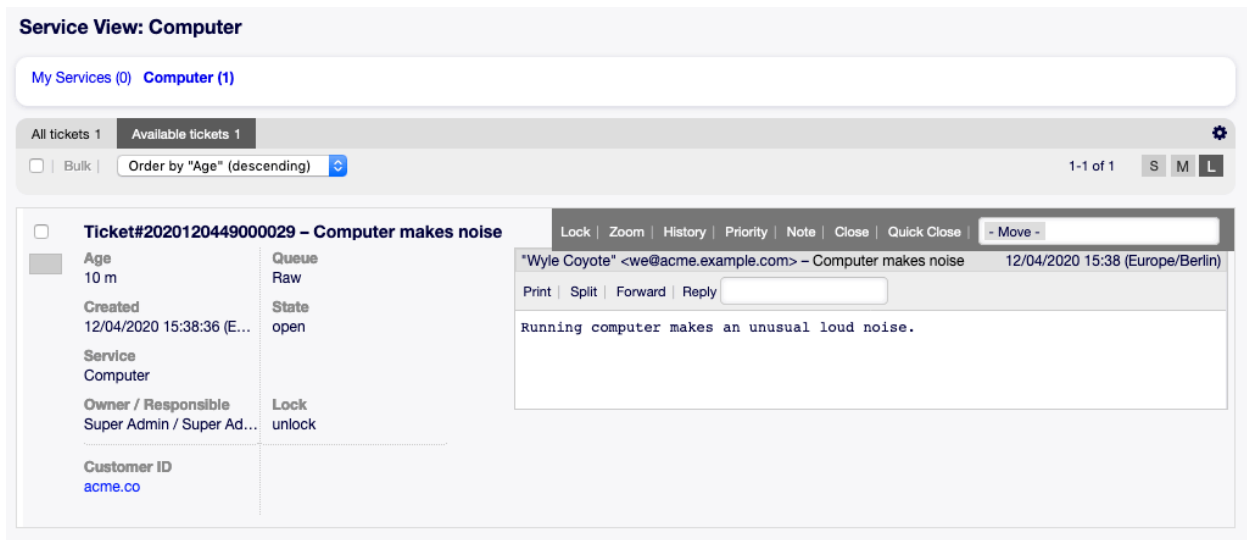 Service View: Computer
My Services (0) Computer (1)
All tickets 1 Available tickets 1
Bulk | Order by "Age" (descending) 1-1 of 1 S M L
Ticket#2020120449000029 – Computer makes noise
Lock | Zoom | History | Priority | Note | Close | Quick Close | - Move -
Age
10 m
Queue
Raw
Created
12/04/2020 15:38:36 (E...
State
open
Service
Computer
Owner / Responsible
Super Admin / Super Ad...
Lock
unlock
Customer ID
acme.co
"Wyle Coyote" <we@acme.example.com> – Computer makes noise 12/04/2020 15:38 (Europe/Berlin)
Print | Split | Forward | Reply
Running computer makes an unusual loud noise.